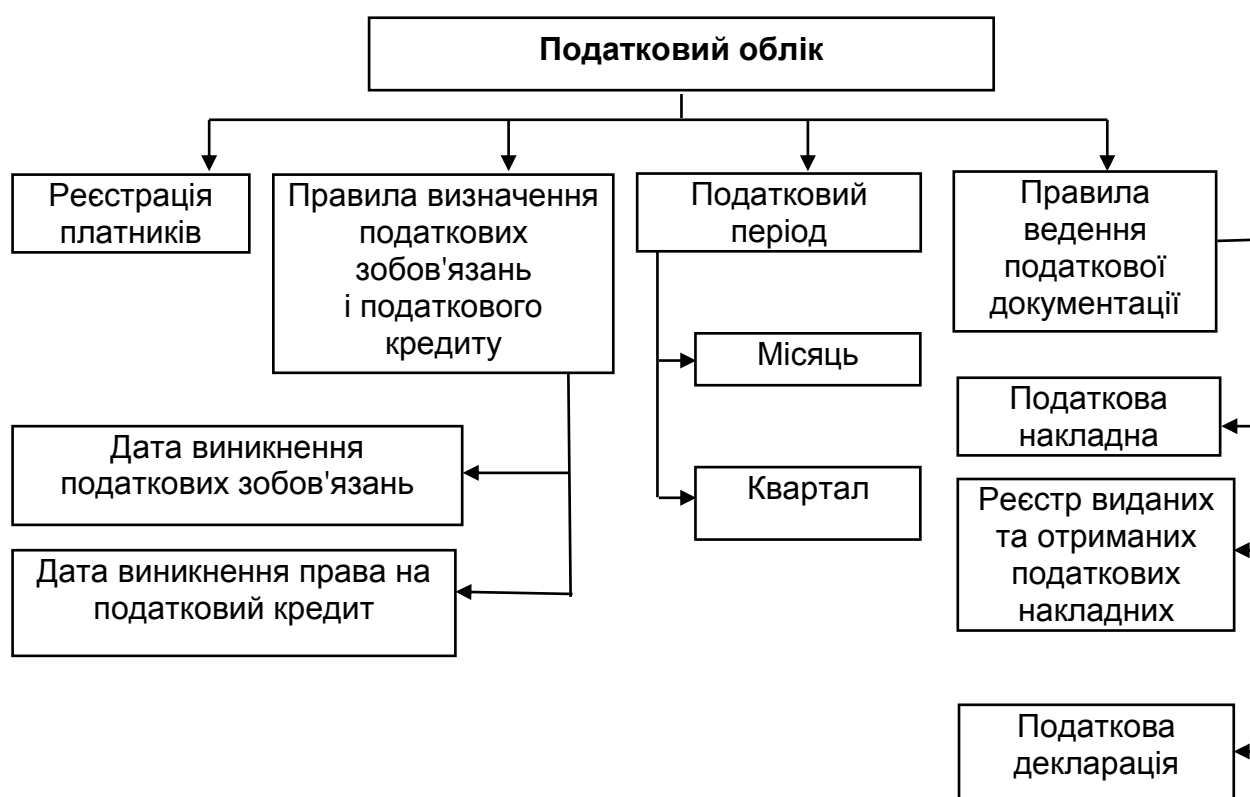 Податковий облік
Реєстрація
платників
Правила визначення
податкових
зобов'язань
і податкового
кредиту
Податковий
період
Правила
ведення
податкової
документації
Місяць
Квартал
Дата виникнення
податкових зобов'язань
Дата виникнення права на
податковий кредит
Податкова
накладна
Реєстр виданих
та отриманих
податкових
накладних
Податкова
декларація